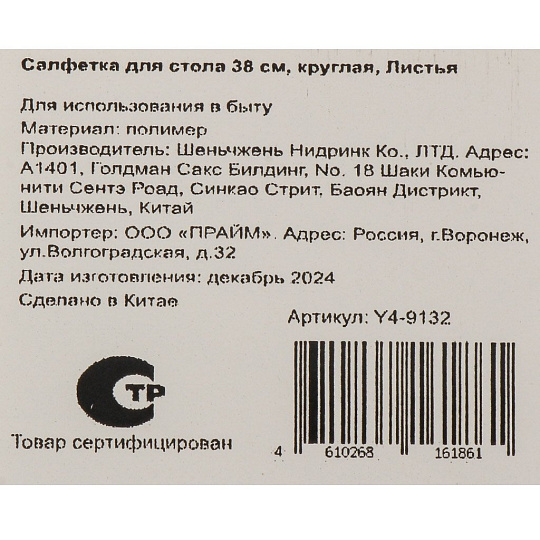 Салфетка для стола 38 см, круглая, Листья
Для использования в быту
Материал: полимер
Производитель: Шеньчжень Нидринк Ко., ЛТД. Адрес:
А1401, Голдман Сакс Билдинг, No. 18 Шаки Комью-
нити Сентэ Роад, Синкао Стрит, Баоян Дистрикт,
Шеньчжень, Китай
Импортер: ООО «ПРАЙМ». Адрес: Россия, г.Воронеж,
ул.Волгоградская, д.32
Дата изготовления: декабрь 2024
Сделано в Китае
Артикул: Y4-9132
ТР
Товар сертифицирован
4 610268 161861